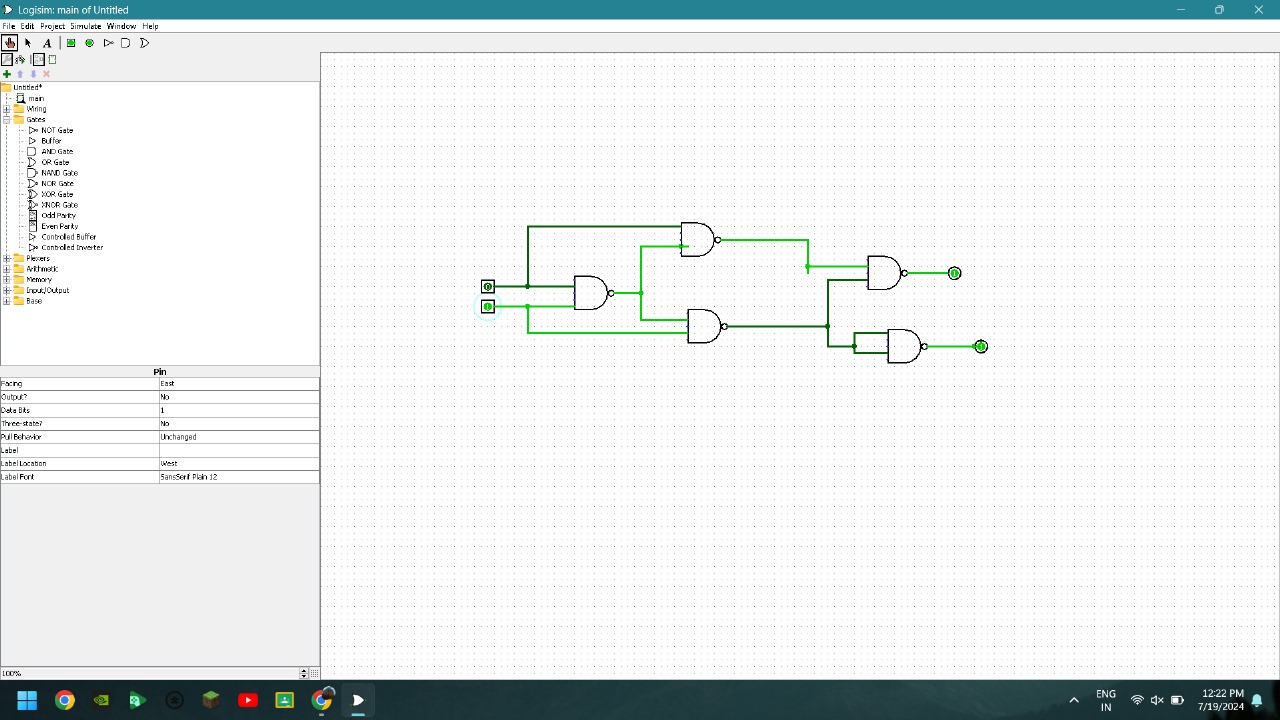 Logisim: main of Untitled
File Edit Project Simulate Window Help
A
Untitled*
main
Wiring
Gates
NOT Gate
Buffer
AND Gate
OR Gate
NAND Gate
NOR Gate
XOR Gate
XNOR Gate
Odd Parity
Even Parity
Controlled Buffer
Controlled Inverter
Plexers
Arithmetic
Memory
Input/Output
Base
0
1
1
1
Pin
Facing East
Output? No
Data Bits 1
Three-state? No
Pull Behavior Unchanged
Label
Label Location West
Label Font SansSerif Plain 12
100%
ENG
IN
12:22 PM
7/19/2024